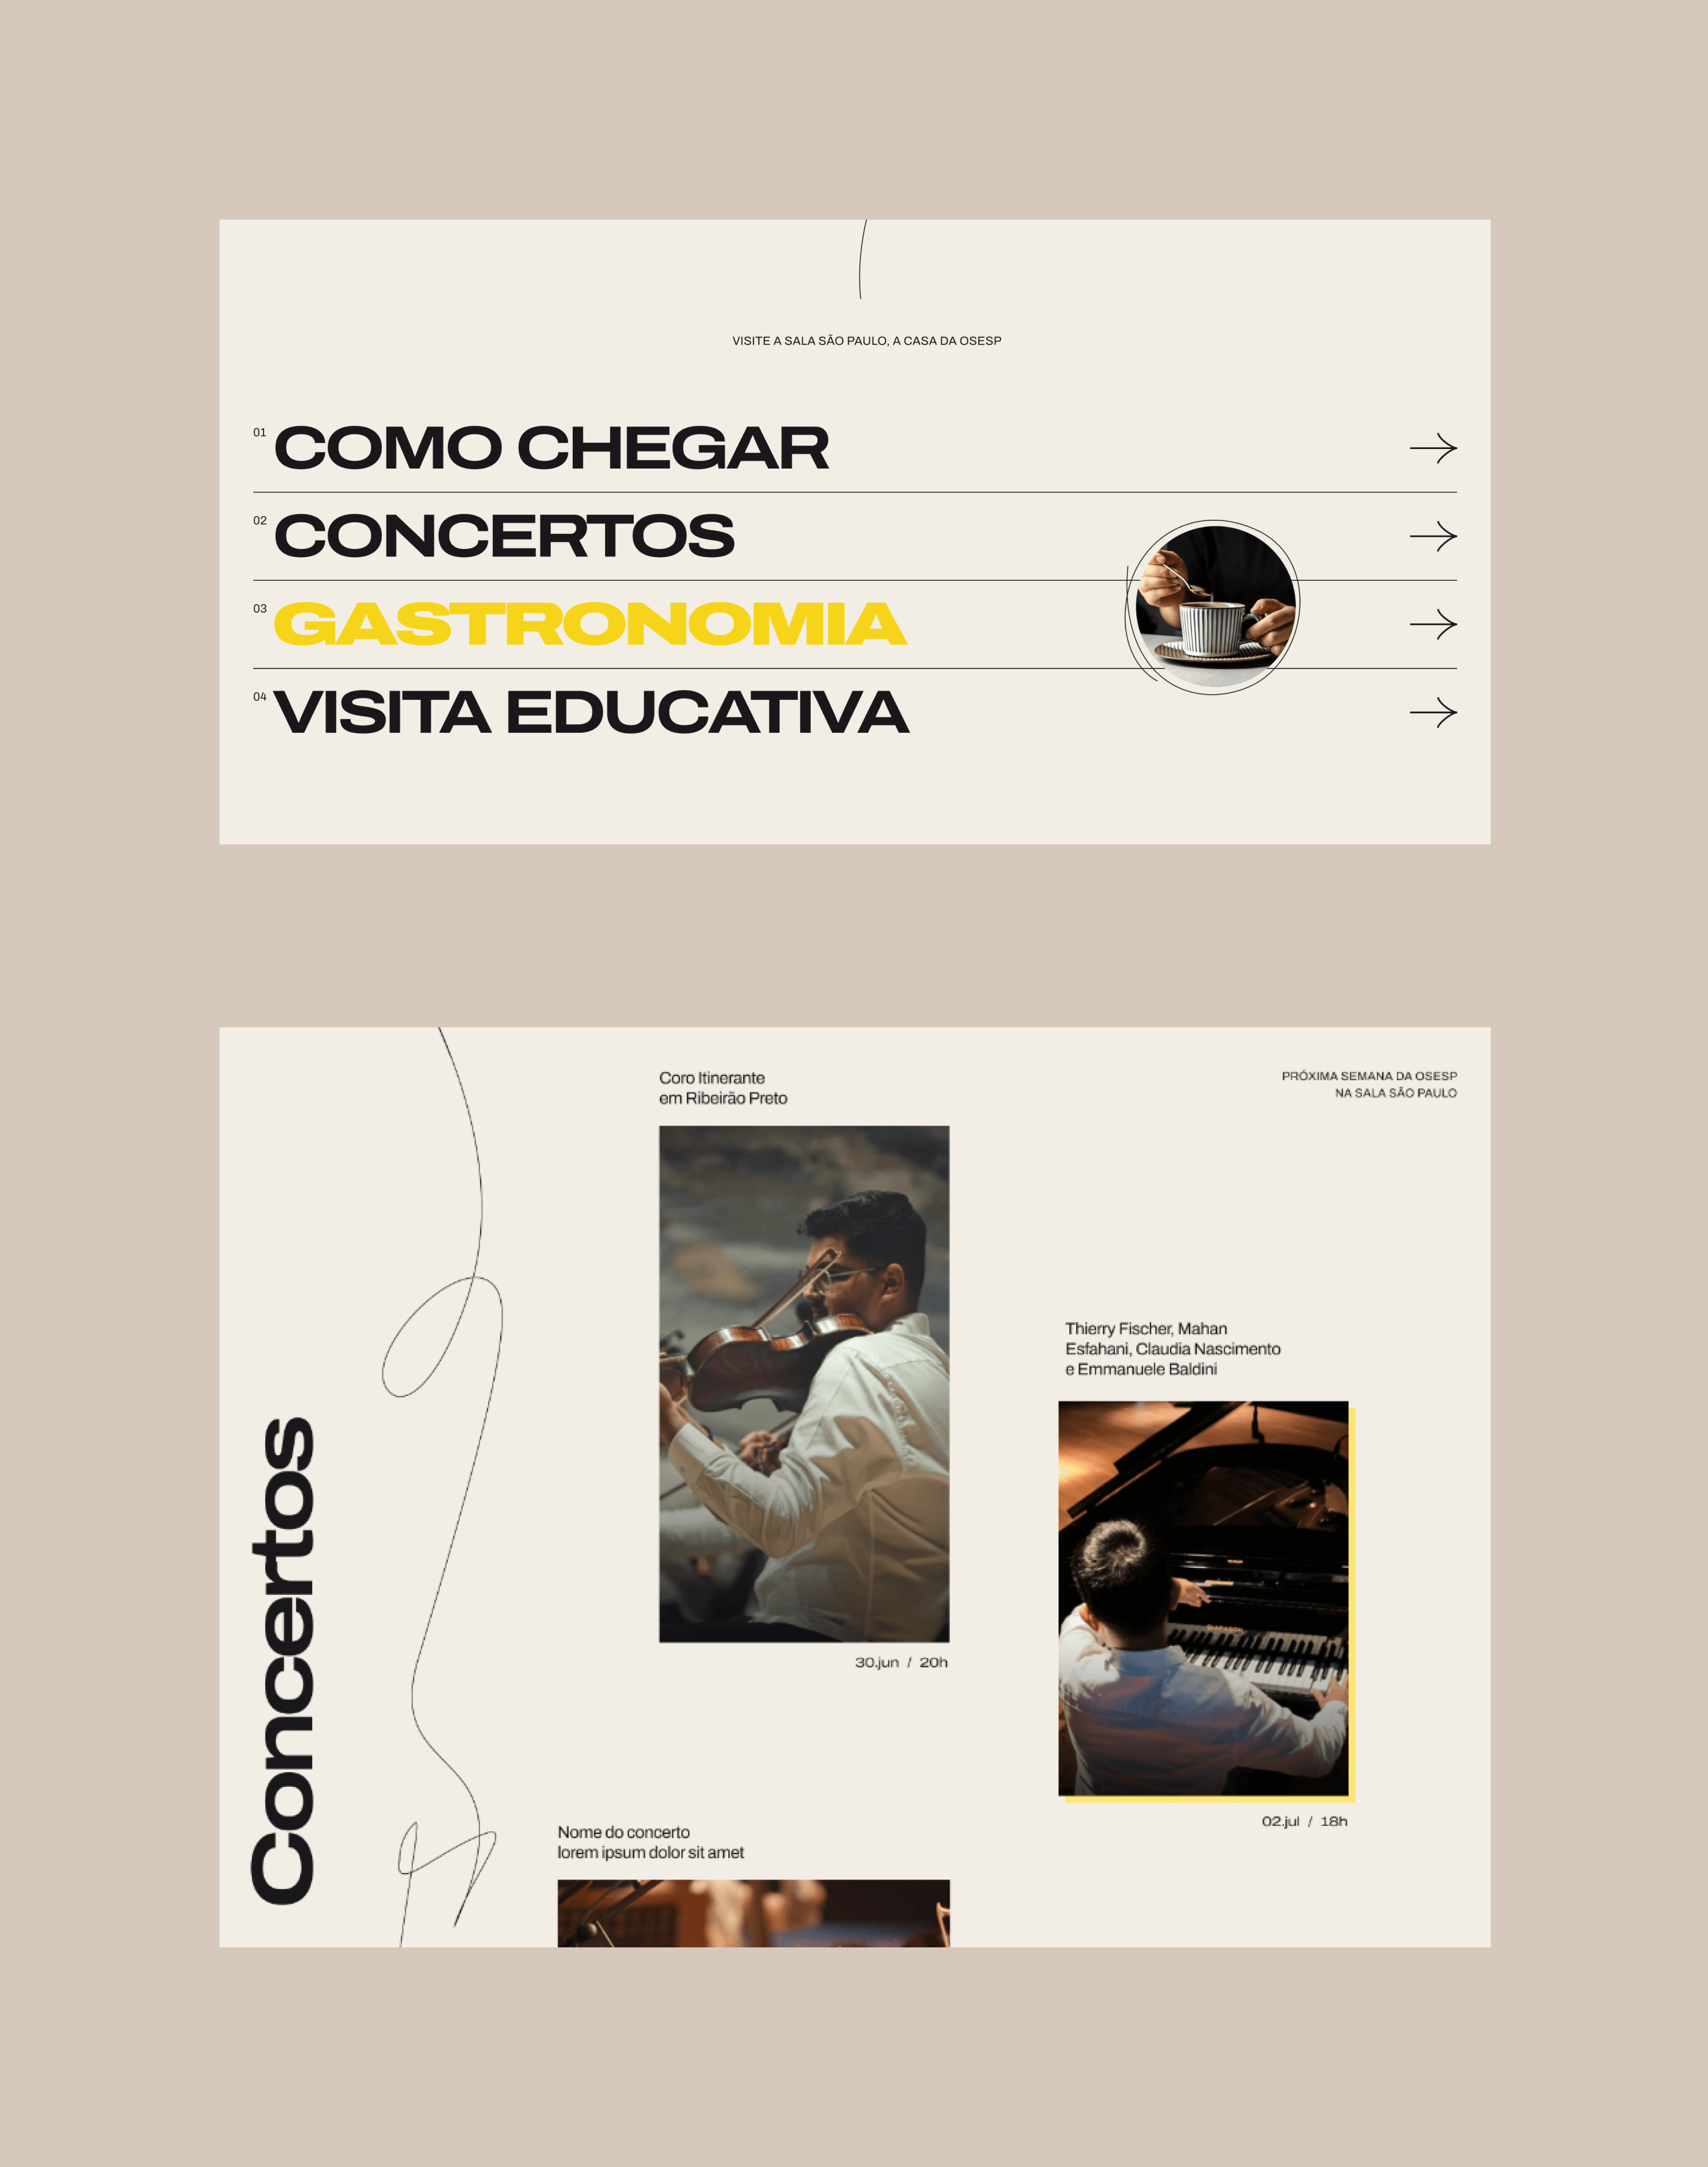 VISITE A SALA SÃO PAULO, A CASA DA OSESP
01 COMO CHEGAR
02 CONCERTOS
03 GASTRONOMIA
04 VISITA EDUCATIVA
Coro Itinerante
em Ribeirão Preto
PRÓXIMA SEMANA DA OSESP
NA SALA SÃO PAULO
Thierry Fischer, Mahan
Esfahani, Claudia Nascimento
e Emmanuele Baldini
30.jun / 20h
02.jul / 18h
Concertos
Nome do concerto
lorem ipsum dolor sit amet